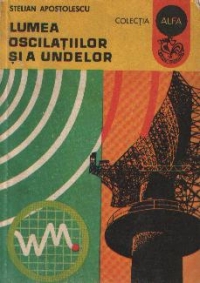 STELIAN APOSTOLESCU
LUMEA
OSCILAȚIILOR
ȘI A UNDELOR
COLECȚIA
ALFA